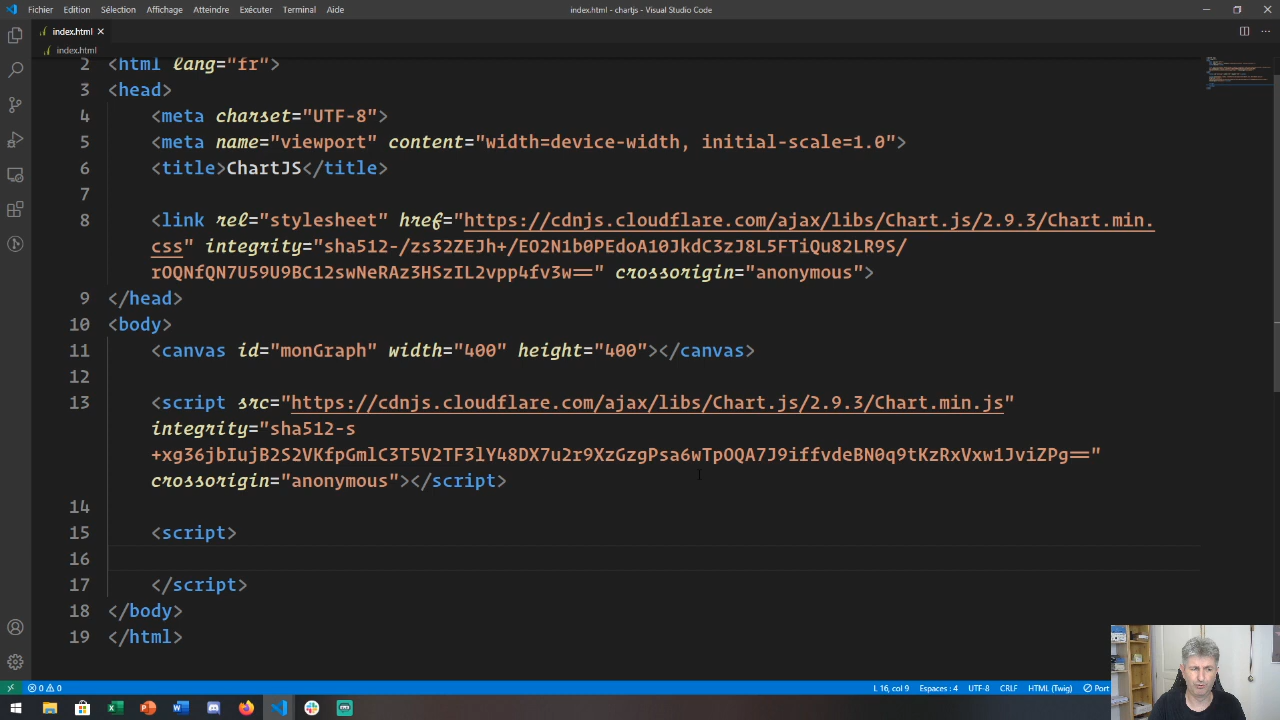 Fichier Edition Sélection Affichage Atteindre Exécuter Terminal Aide
index.html - chartjs - Visual Studio Code
index.html
index.html
2 <html lang="fr">
3 <head>
4 <meta charset="UTF-8">
5 <meta name="viewport" content="width=device-width, initial-scale=1.0">
6 <title>ChartJS</title>
7
8 <link rel="stylesheet" href="https://cdnjs.cloudflare.com/ajax/libs/Chart.js/2.9.3/Chart.min.
css" integrity="sha512-/zs32ZEJh+/EO2N1b0PEdoA10JkdC3zJ8L5FTiQu82LR9S/
rOQNfQN7U59U9BC12swNeRAz3HSzIL2vpp4fv3w==" crossorigin="anonymous">
9 </head>
10 <body>
11 <canvas id="monGraph" width="400" height="400"></canvas>
12
13 <script src="https://cdnjs.cloudflare.com/ajax/libs/Chart.js/2.9.3/Chart.min.js"
integrity="sha512-s
+xg36jbIujB2S2VKfpGmlC3T5V2TF3lY48DX7u2r9XzGzgPsa6wTpOQA7J9iffvdeBN0q9tKzRxVxw1JviZPg=="
crossorigin="anonymous"></script>
14
15 <script>
16
17 </script>
18 </body>
19 </html>
0 0
L 16, col 9 Espaces : 4 UTF-8 CRLF HTML (Twig) Port